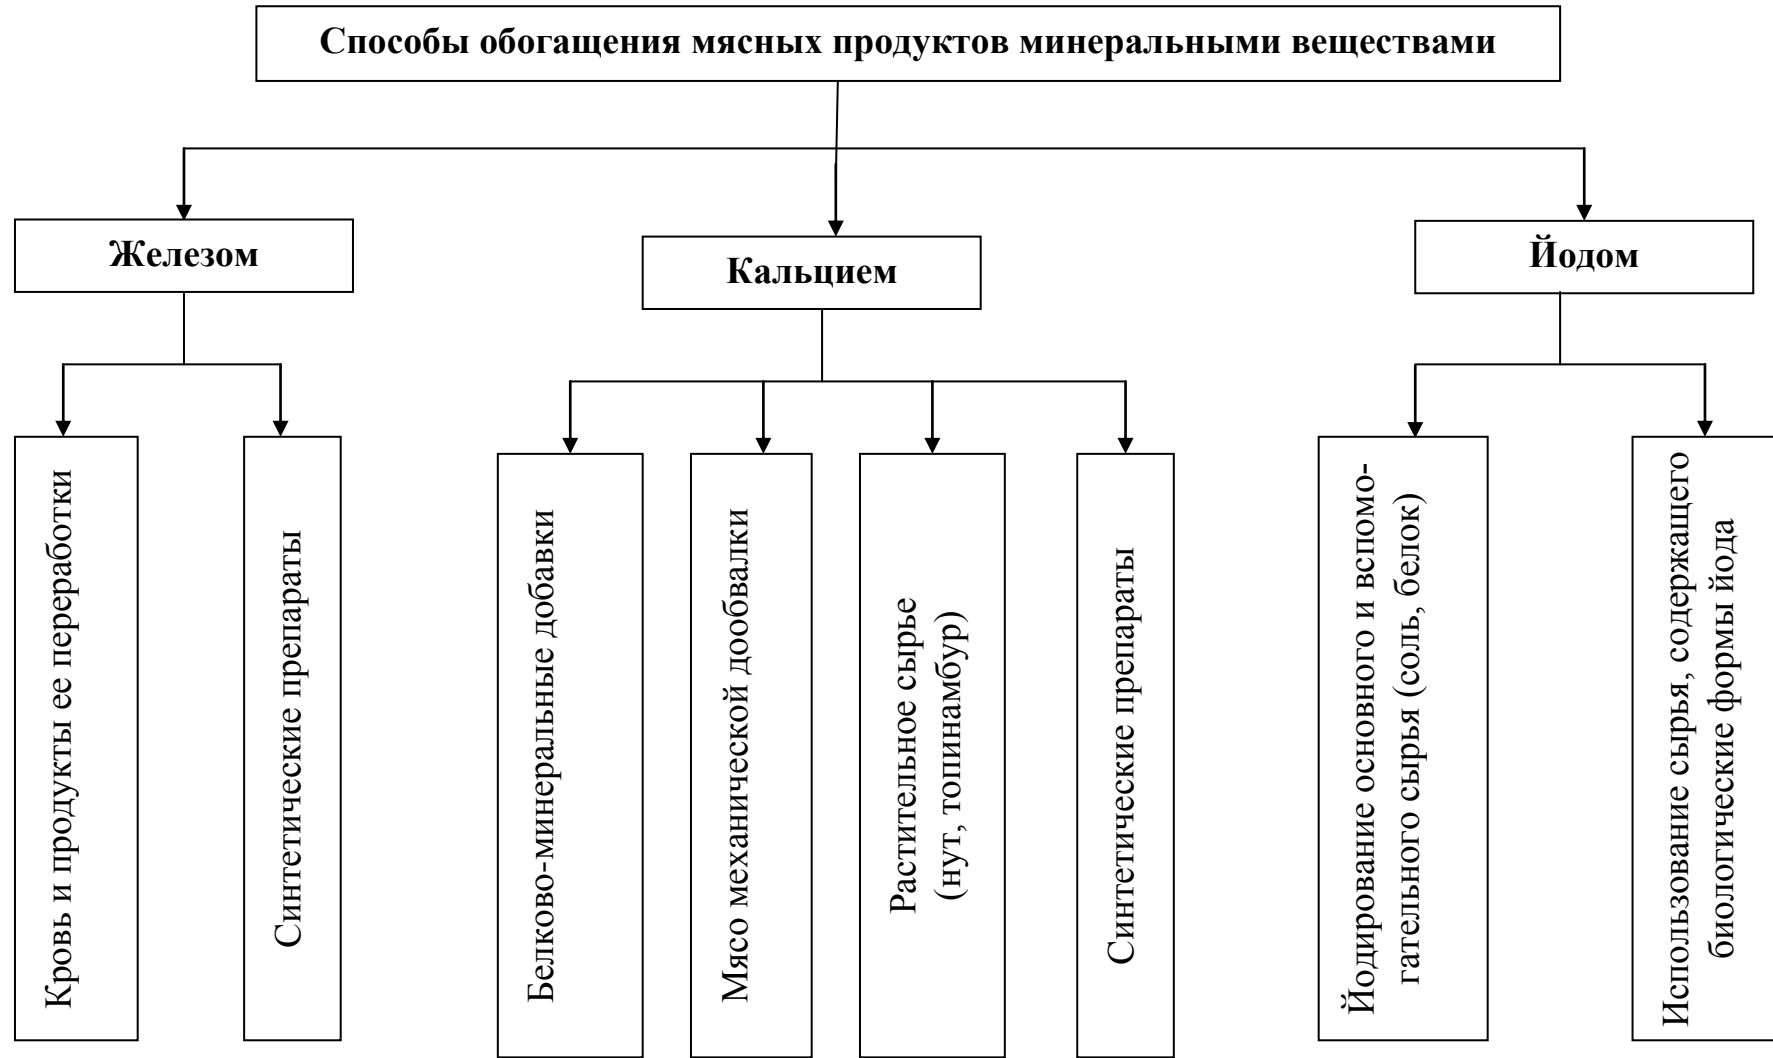 Способы обогащения мясных продуктов минеральными веществами
Железом
Кальцием
Йодом
Кровь и продукты ее переработки
Синтетические препараты
Белково-минеральные добавки
Мясо механической дообвалки
Растительное сырье
(нут, топинамбур)
Синтетические препараты
Йодирование основного и вспомо-
гательного сырья (соль, белок)
Использование сырья, содержащего
биологические формы йода